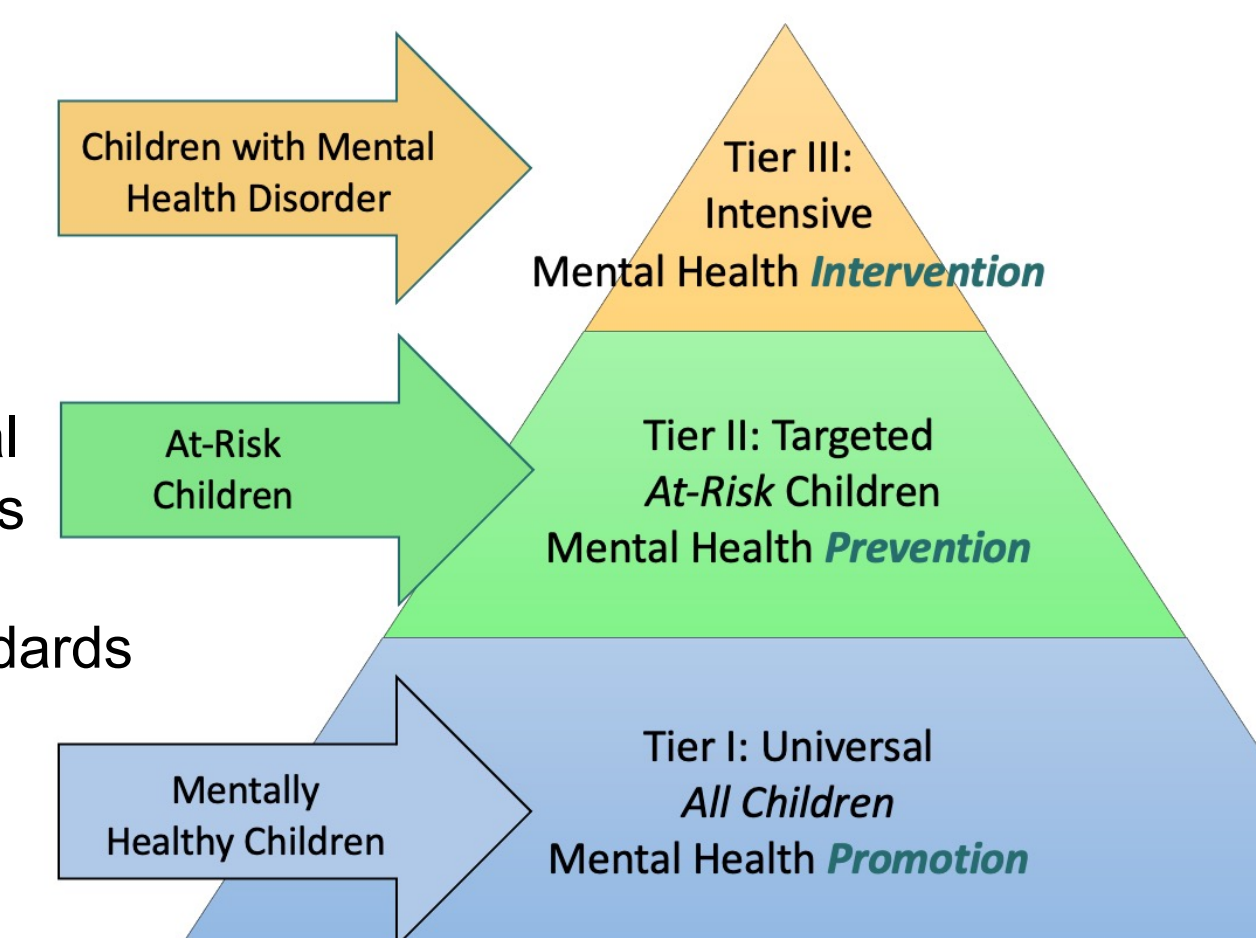 Children with Mental
Health Disorder
Tier III:
Intensive
Mental Health Intervention
At-Risk
Children
Tier II: Targeted
At-Risk Children
Mental Health Prevention
Mentally
Healthy Children
Tier I: Universal
All Children
Mental Health Promotion